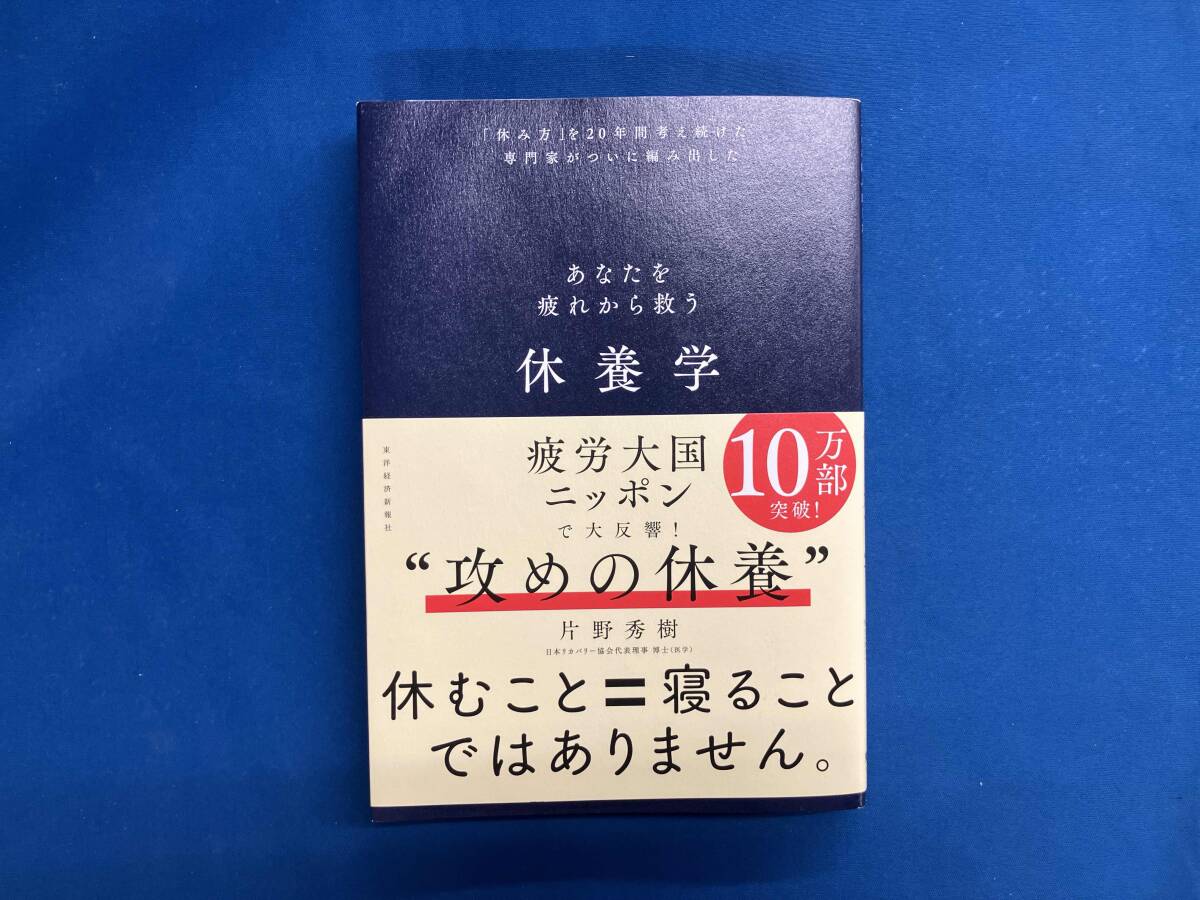 「休み方」を20年間考え続けた
専門家がついに編み出した
あなたを
疲れから救う
休養学
東洋経済新報社
疲労大国
ニッポン
で大反響!
10万部
突破!
“攻めの休養”
片野秀樹
日本リカバリー協会代表理事 博士(医学)
休むこと=寝ること
ではありません。